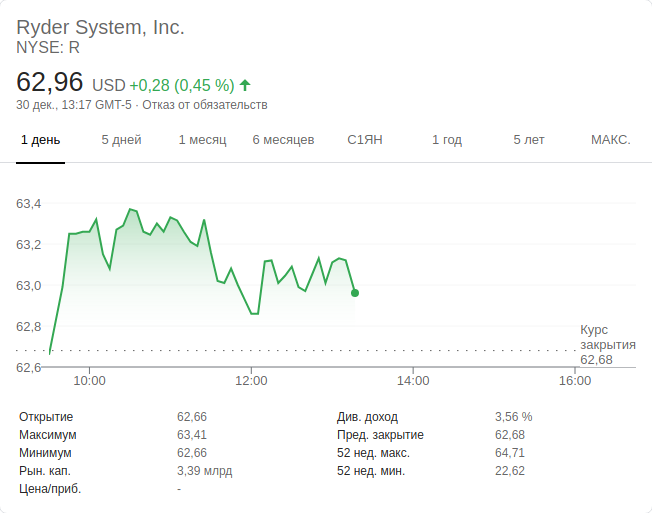 Ryder System, Inc.
NYSE: R
62,96 USD +0,28 (0,45 %)
30 дек., 13:17 GMT-5 · Отказ от обязательств
1 день 5 дней 1 месяц 6 месяцев С1ЯН 1 год 5 лет МАКС.
63,4
63,2
63,0
62,8
62,6
Курс
закрытия
62,68
10:00 12:00 14:00 16:00
Открытие 62,66 Див. доход 3,56 %
Максимум 63,41 Пред. закрытие 62,68
Минимум 62,66 52 нед. макс. 64,71
Рын. кап. 3,39 млрд 52 нед. мин. 22,62
Цена/приб. -